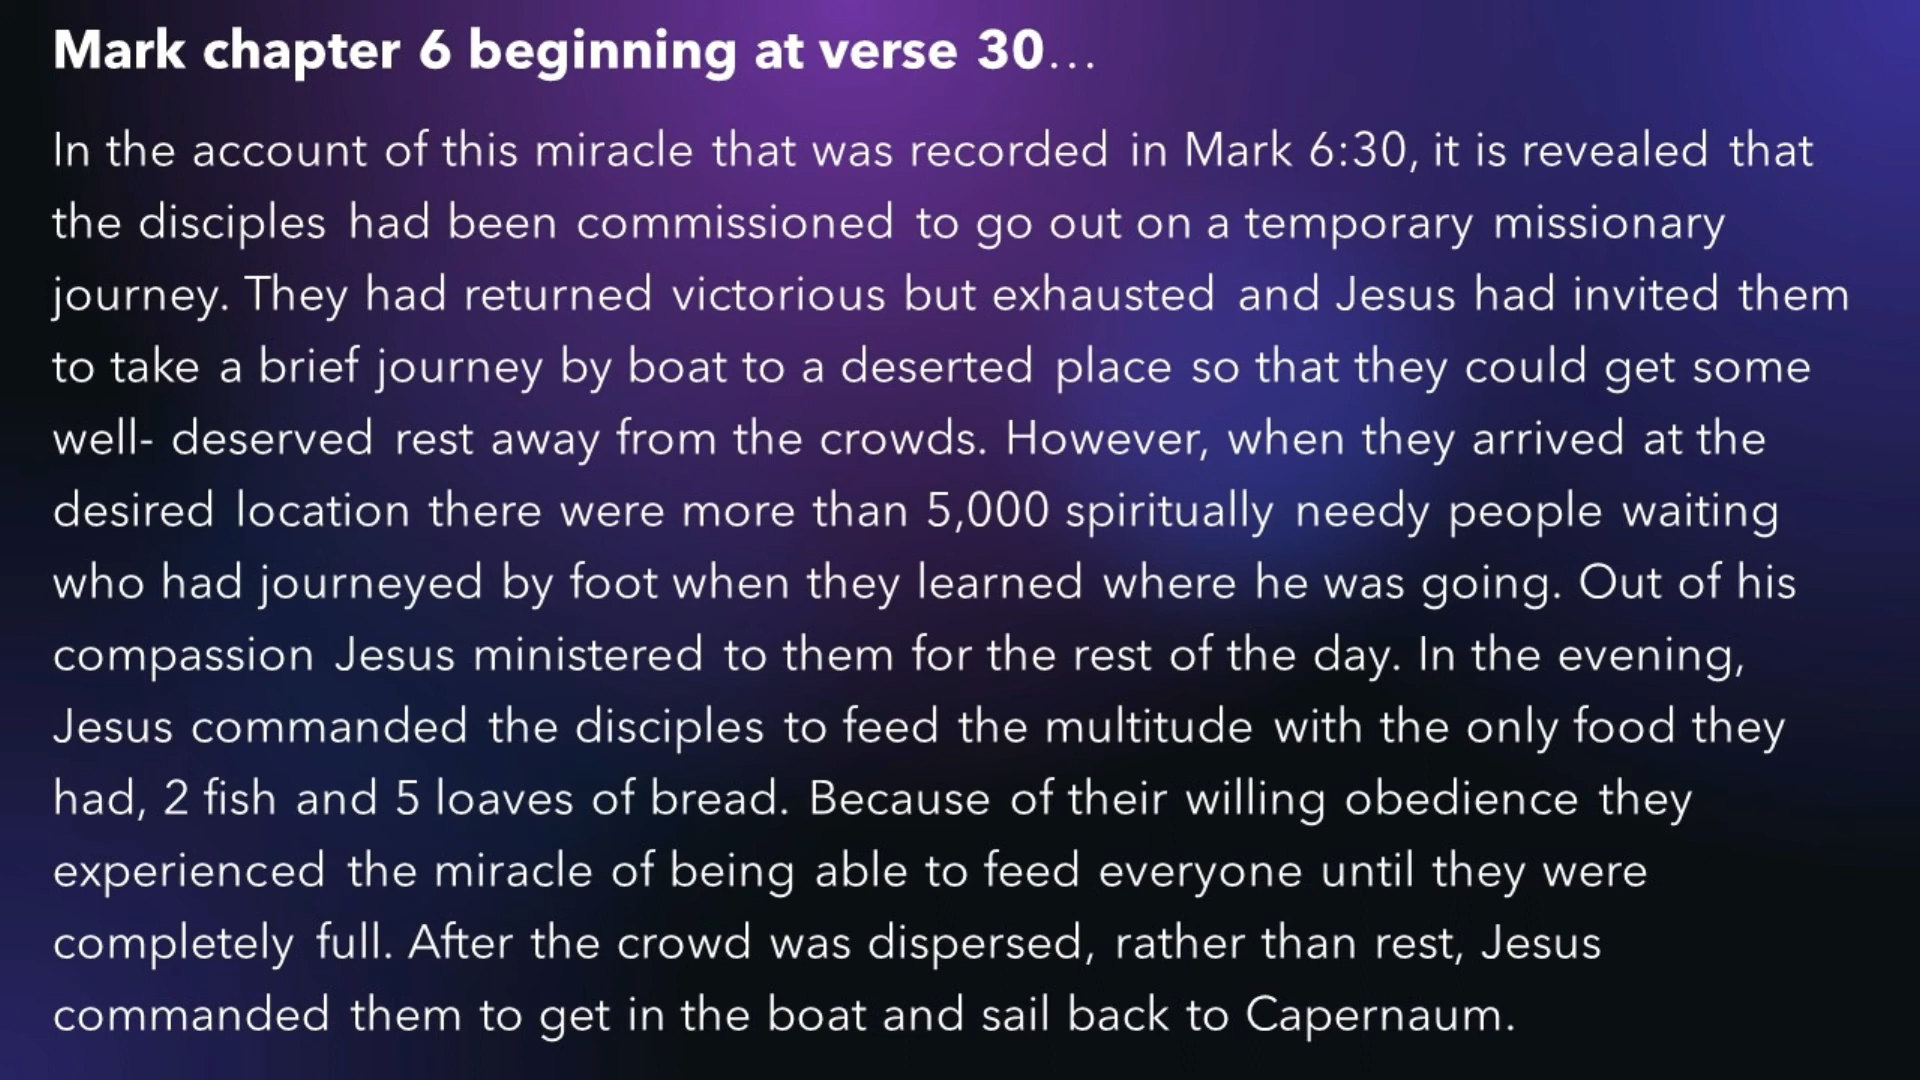 Mark chapter 6 beginning at verse 30...
In the account of this miracle that was recorded in Mark 6:30, it is revealed that
the disciples had been commissioned to go out on a temporary missionary
journey. They had returned victorious but exhausted and Jesus had invited them
to take a brief journey by boat to a deserted place so that they could get some
well- deserved rest away from the crowds. However, when they arrived at the
desired location there were more than 5,000 spiritually needy people waiting
who had journeyed by foot when they learned where he was going. Out of his
compassion Jesus ministered to them for the rest of the day. In the evening,
Jesus commanded the disciples to feed the multitude with the only food they
had, 2 fish and 5 loaves of bread. Because of their willing obedience they
experienced the miracle of being able to feed everyone until they were
completely full. After the crowd was dispersed, rather than rest, Jesus
commanded them to get in the boat and sail back to Capernaum.